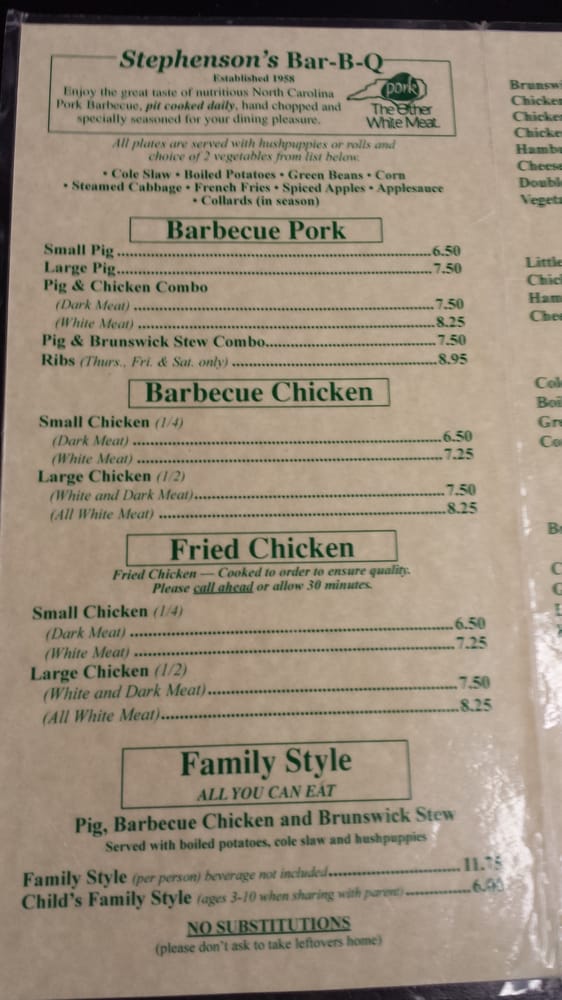 Stephenson's Bar-B-Q
Established 1958
Enjoy the great taste of nutritious North Carolina
Pork Barbecue, pit cooked daily, hand chopped and
specially seasoned for your dining pleasure.
pork
The Other
White Meat.
All plates are served with hushpuppies or rolls and
choice of 2 vegetables from list below.
• Cole Slaw • Boiled Potatoes • Green Beans • Corn
• Steamed Cabbage • French Fries • Spiced Apples • Applesauce
• Collards (in season)
Barbecue Pork
Small Pig 6.50
Large Pig 7.50
Pig & Chicken Combo
(Dark Meat) 7.50
(White Meat) 8.25
Pig & Brunswick Stew Combo 7.50
Ribs (Thurs., Fri. & Sat. only) 8.95
Barbecue Chicken
Small Chicken (1/4)
(Dark Meat) 6.50
(White Meat) 7.25
Large Chicken (1/2)
(White and Dark Meat) 7.50
(All White Meat) 8.25
Fried Chicken
Fried Chicken — Cooked to order to ensure quality.
Please call ahead or allow 30 minutes.
Small Chicken (1/4)
(Dark Meat) 6.50
(White Meat) 7.25
Large Chicken (1/2)
(White and Dark Meat) 7.50
(All White Meat) 8.25
Family Style
ALL YOU CAN EAT
Pig, Barbecue Chicken and Brunswick Stew
Served with boiled potatoes, cole slaw and hushpuppies
Family Style (per person) beverage not included
Child's Family Style (ages 3-10 when sharing with parent)
NO SUBSTITUTIONS
(please don't ask to take leftovers home)